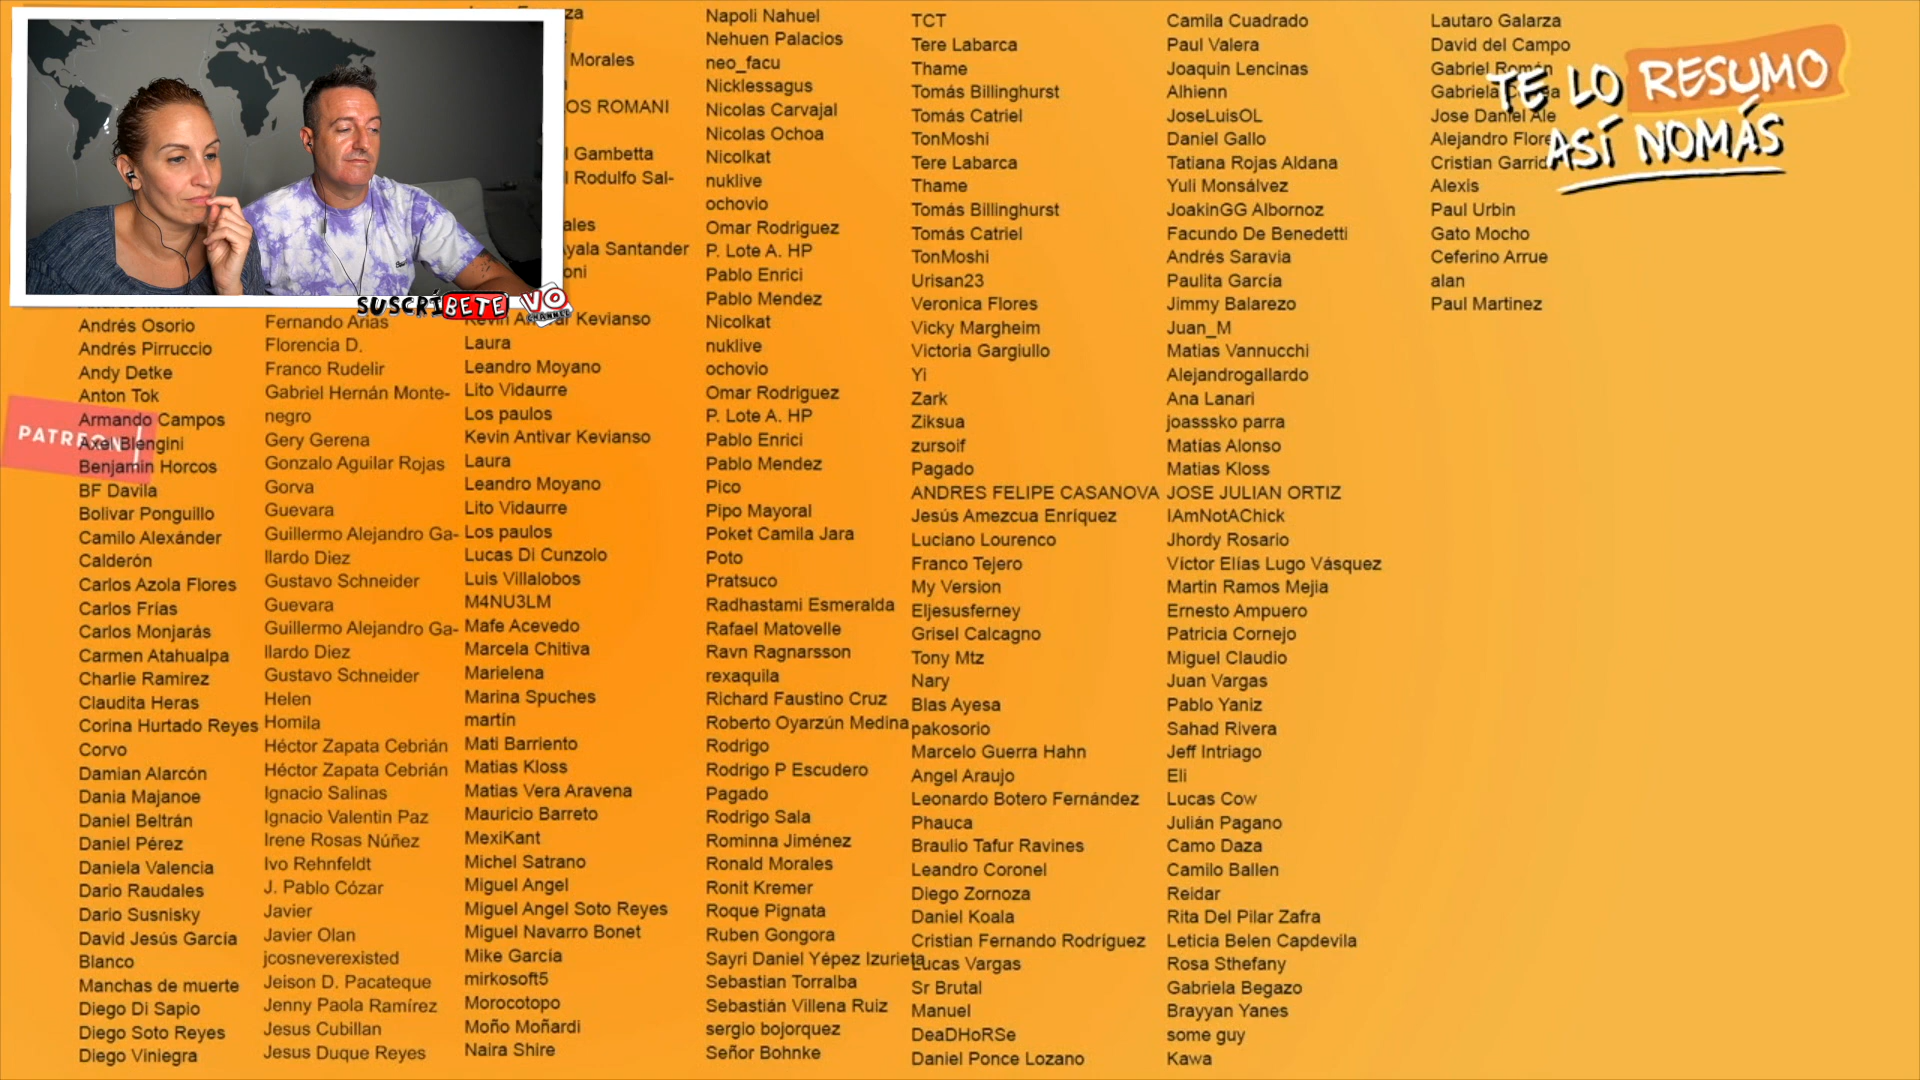 Morales
OS ROMANI
Gambetta
Rodulfo Sal-
ales
yala Santander
oni
SUSCRÍBETE VO
CHANNEL
PATREON
Andrés Osorio
Andrés Pirruccio
Andy Detke
Anton Tok
Armando Campos
Axel Blengini
Benjamin Horcos
BF Davila
Bolivar Ponguillo
Camilo Alexánder
Calderón
Carlos Azola Flores
Carlos Frías
Carlos Monjarás
Carmen Atahualpa
Charlie Ramirez
Claudita Heras
Corina Hurtado Reyes
Corvo
Damian Alarcón
Dania Majanoe
Daniel Beltrán
Daniel Pérez
Daniela Valencia
Dario Raudales
Dario Susnisky
David Jesús García
Blanco
Manchas de muerte
Diego Di Sapio
Diego Soto Reyes
Diego Viniegra
Fernando Arias
Florencia D.
Franco Rudelir
Gabriel Hernán Monte-
negro
Gery Gerena
Gonzalo Aguilar Rojas
Gorva
Guevara
Guillermo Alejandro Ga-
llardo Diez
Gustavo Schneider
Guevara
Guillermo Alejandro Ga-
llardo Diez
Gustavo Schneider
Helen
Homila
Héctor Zapata Cebrián
Héctor Zapata Cebrián
Ignacio Salinas
Ignacio Valentin Paz
Irene Rosas Núñez
Ivo Rehnfeldt
J. Pablo Cózar
Javier
Javier Olan
jcosneverexisted
Jeison D. Pacateque
Jenny Paola Ramírez
Jesus Cubillan
Jesus Duque Reyes
Kevin Antivar Kevianso
Laura
Leandro Moyano
Lito Vidaurre
Los paulos
Kevin Antivar Kevianso
Laura
Leandro Moyano
Lito Vidaurre
Los paulos
Lucas Di Cunzolo
Luis Villalobos
M4NU3LM
Mafe Acevedo
Marcela Chitiva
Marielena
Marina Spuches
martín
Mati Barriento
Matias Kloss
Matias Vera Aravena
Mauricio Barreto
MexiKant
Michel Satrano
Miguel Angel
Miguel Angel Soto Reyes
Miguel Navarro Bonet
Mike García
mirkosoft5
Morocotopo
Moño Moñardi
Naira Shire
Napoli Nahuel
Nehuen Palacios
neo_facu
Nicklessagus
Nicolas Carvajal
Nicolas Ochoa
Nicolkat
nuklive
ochovio
Omar Rodriguez
P. Lote A. HP
Pablo Enrici
Pablo Mendez
Nicolkat
nuklive
ochovio
Omar Rodriguez
P. Lote A. HP
Pablo Enrici
Pablo Mendez
Pico
Pipo Mayoral
Poket Camila Jara
Poto
Pratsuco
Radhastami Esmeralda
Rafael Matovelle
Ravn Ragnarsson
rexaquila
Richard Faustino Cruz
Roberto Oyarzún Medina
Rodrigo
Rodrigo P Escudero
Pagado
Rodrigo Sala
Rominna Jiménez
Ronald Morales
Ronit Kremer
Roque Pignata
Ruben Gongora
Sayri Daniel Yépez Izurieta
Sebastian Torralba
Sebastián Villena Ruiz
sergio bojorquez
Señor Bohnke
TCT
Tere Labarca
Thame
Tomás Billinghurst
Tomás Catriel
TonMoshi
Tere Labarca
Thame
Tomás Billinghurst
Tomás Catriel
TonMoshi
Urisan23
Veronica Flores
Vicky Margheim
Victoria Gargiullo
Yi
Zark
Ziksua
zursoif
Pagado
ANDRES FELIPE CASANOVA
Jesús Amezcua Enríquez
Luciano Lourenco
Franco Tejero
My Version
Eljesusferney
Grisel Calcagno
Tony Mtz
Nary
Blas Ayesa
pakosorio
Marcelo Guerra Hahn
Angel Araujo
Leonardo Botero Fernández
Phauca
Braulio Tafur Ravines
Leandro Coronel
Diego Zornoza
Daniel Koala
Cristian Fernando Rodríguez
Lucas Vargas
Sr Brutal
Manuel
DeaDHoRSe
Daniel Ponce Lozano
Camila Cuadrado
Paul Valera
Joaquin Lencinas
Alhienn
JoseLuisOL
Daniel Gallo
Tatiana Rojas Aldana
Yuli Monsálvez
JoakinGG Albornoz
Facundo De Benedetti
Andrés Saravia
Paulita García
Jimmy Balarezo
Juan_M
Matias Vannucchi
Alejandrogallardo
Ana Lanari
joasssko parra
Matías Alonso
Matias Kloss
JOSE JULIAN ORTIZ
IAmNotAChick
Jhordy Rosario
Víctor Elías Lugo Vásquez
Martin Ramos Mejia
Ernesto Ampuero
Patricia Cornejo
Miguel Claudio
Juan Vargas
Pablo Yaniz
Sahad Rivera
Jeff Intriago
Eli
Lucas Cow
Julián Pagano
Camo Daza
Camilo Ballen
Reidar
Rita Del Pilar Zafra
Leticia Belen Capdevila
Rosa Sthefany
Gabriela Begazo
Brayyan Yanes
some guy
Kawa
Lautaro Galarza
David del Campo
Gabriel Román
Gabriela
Jose Daniel Ale
Alejandro Flore
Cristian Garrid
Alexis
Paul Urbin
Gato Mocho
Ceferino Arrue
alan
Paul Martinez
TE LO RESUMO
ASÍ NOMÁS